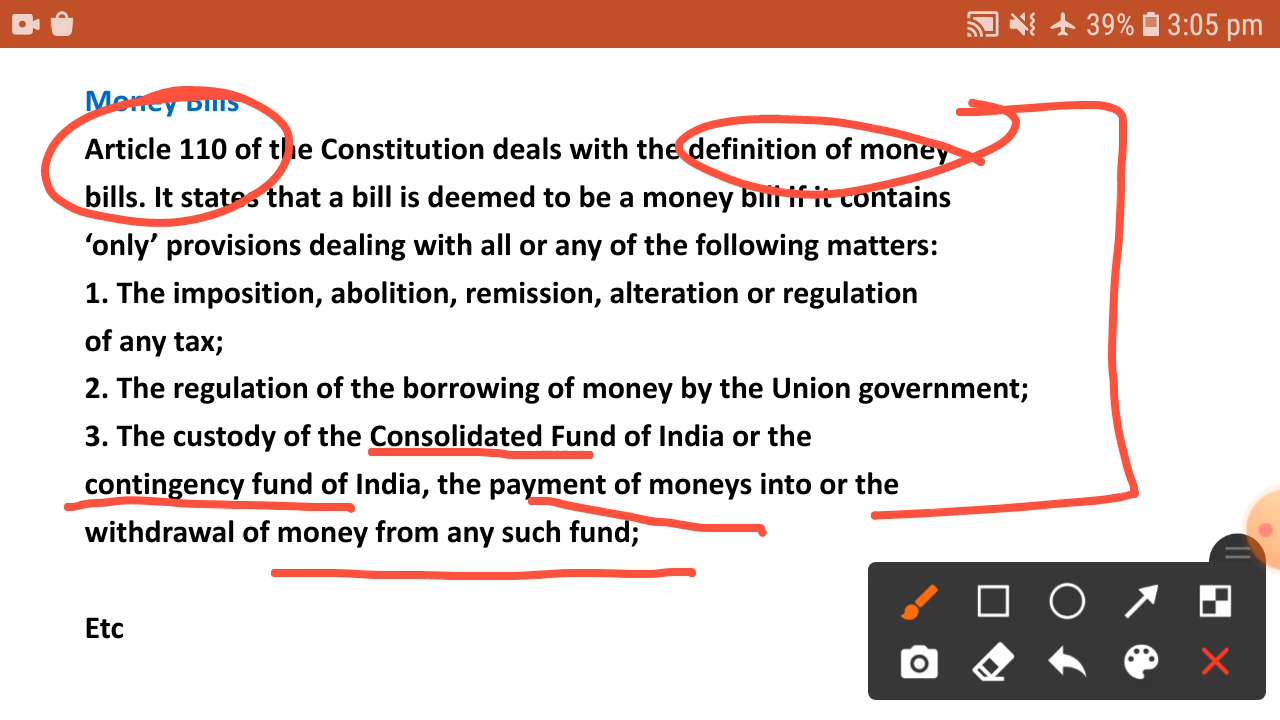 39% 3:05 pm
Money Bills
Article 110 of the Constitution deals with the definition of money
bills. It states that a bill is deemed to be a money bill if it contains
‘only’ provisions dealing with all or any of the following matters:
1. The imposition, abolition, remission, alteration or regulation
of any tax;
2. The regulation of the borrowing of money by the Union government;
3. The custody of the Consolidated Fund of India or the
contingency fund of India, the payment of moneys into or the
withdrawal of money from any such fund;
Etc